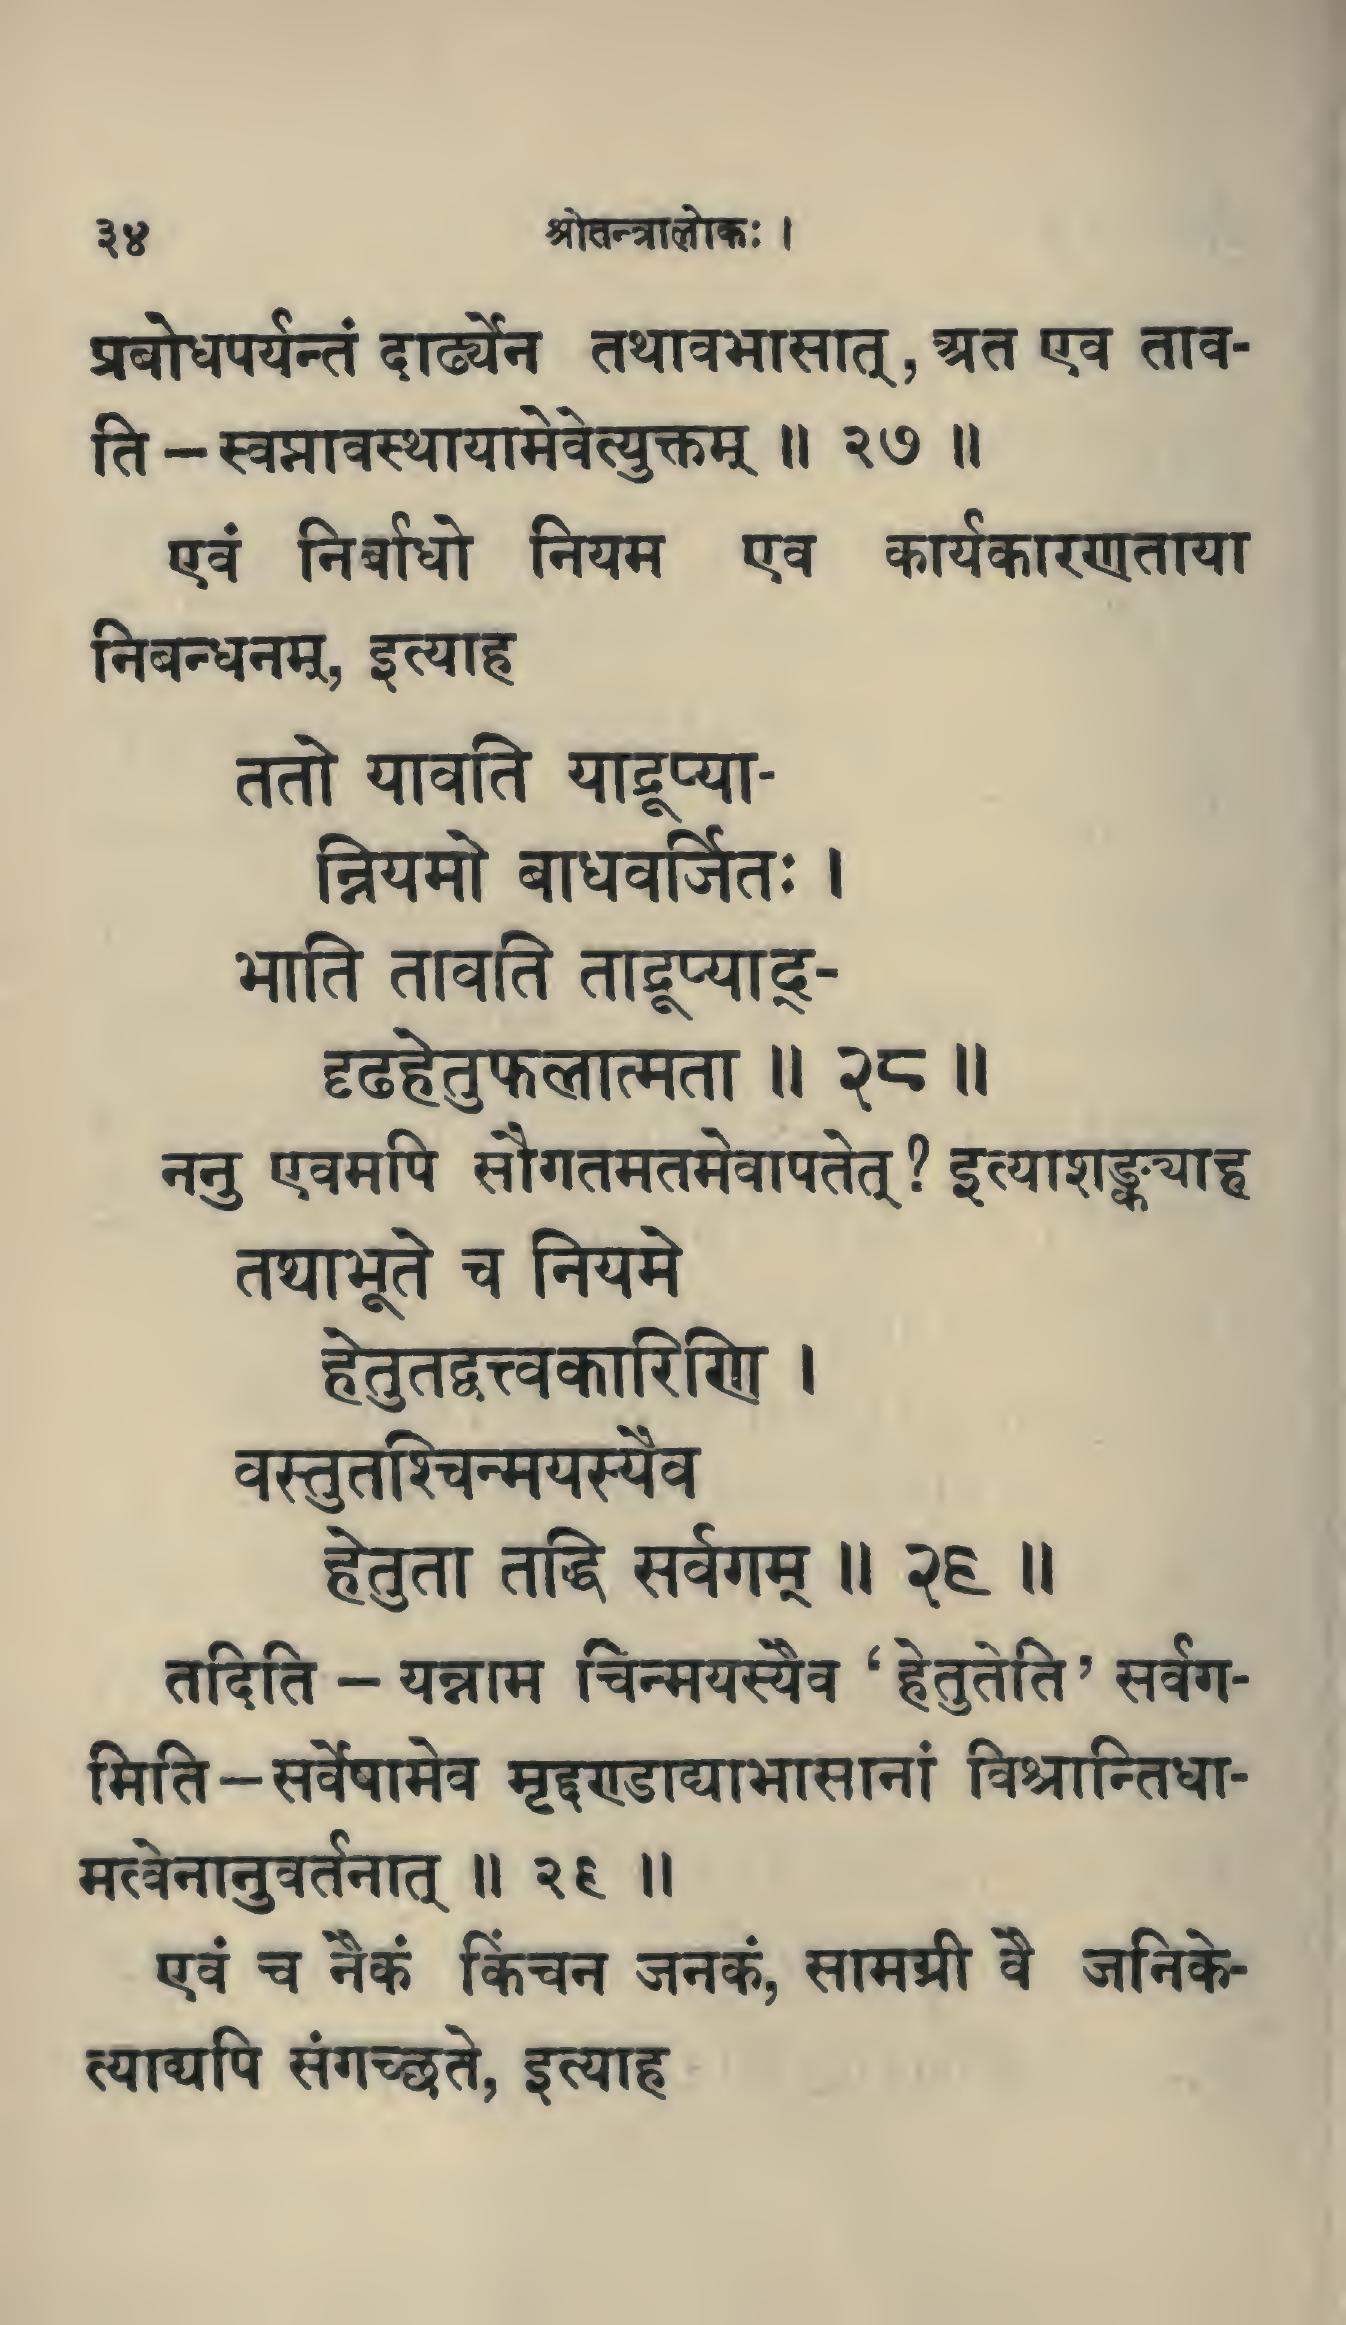 ३४ श्रीतन्त्रालोकः ।
प्रबोधपर्यन्तं दार्ढ्येन तथावभासात्, अत एव ताव-
ति – स्वप्नावस्थायामेवेत्युक्तम् ॥ २७ ॥
एवं निर्बाधो नियम एव कार्यकारणताया
निबन्धनम्, इत्याह
ततो यावति याद्रूप्या-
न्नियमो बाधवर्जितः ।
भाति तावति ताद्रूप्याद्-
दृढहेतुफलात्मता ॥ २८ ॥
ननु एवमपि सौगतमतमेवापतेत् ? इत्याशङ्क्याह
तथाभूते च नियमे
हेतुतद्वत्त्वकारिणि ।
वस्तुतश्चिन्मयस्यैव
हेतुता तद्धि सर्वगम् ॥ २९ ॥
तदिति – यन्नाम चिन्मयस्यैव ‘हेतुतेति’ सर्वग-
मिति – सर्वेषामेव मृद्दण्डाद्याभासानां विश्रान्तिधा-
मत्वेनानुवर्तनात् ॥ २९ ॥
एवं च नैकं किंचन जनकं, सामग्री वै जनिके-
त्याद्यपि संगच्छते, इत्याह